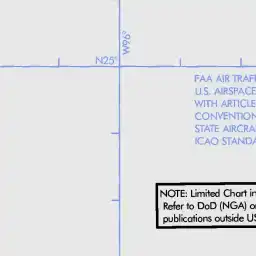 W96°
N25°
FAA AIR TRAF
U.S. AIRSPACE
WITH ARTICLE
CONVENTION
STATE AIRCRA
ICAO STANDA
NOTE: Limited Chart in
Refer to DoD (NGA) o
publications outside US